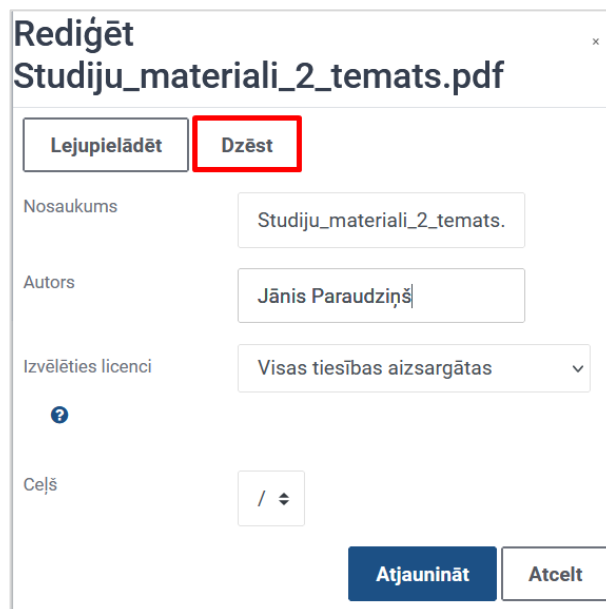 Rediģēt
Studiju_materiali_2_temats.pdf
×
Lejupielādēt Dzēst
Nosaukums Studiju_materiali_2_temats.
Autors Jānis Paraudziņš
Izvēlēties licenci Visas tiesības aizsargātas
?
Ceļš /
Atjaunināt Atcelt